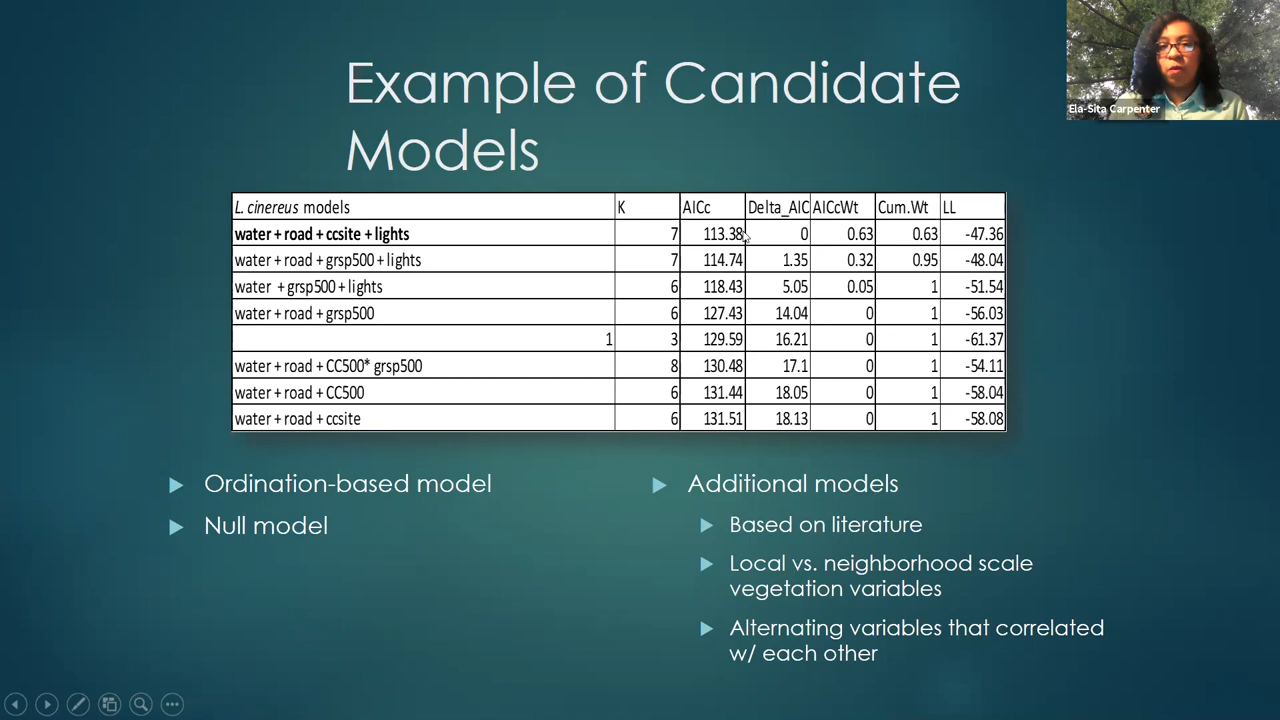 Example of Candidate
Models
Ela-Sita Carpenter
L. cinereus models K AICc Delta_AIC AICcWt Cum.Wt LL
water + road + ccsite + lights 7 113.38 0 0.63 0.63 -47.36
water + road + grsp500 + lights 7 114.74 1.35 0.32 0.95 -48.04
water + grsp500 + lights 6 118.43 5.05 0.05 1 -51.54
water + road + grsp500 6 127.43 14.04 0 1 -56.03
1 3 129.59 16.21 0 1 -61.37
water + road + CC500* grsp500 8 130.48 17.1 0 1 -54.11
water + road + CC500 6 131.44 18.05 0 1 -58.04
water + road + ccsite 6 131.51 18.13 0 1 -58.08
Ordination-based model
Null model
Additional models
Based on literature
Local vs. neighborhood scale
vegetation variables
Alternating variables that correlated
w/ each other